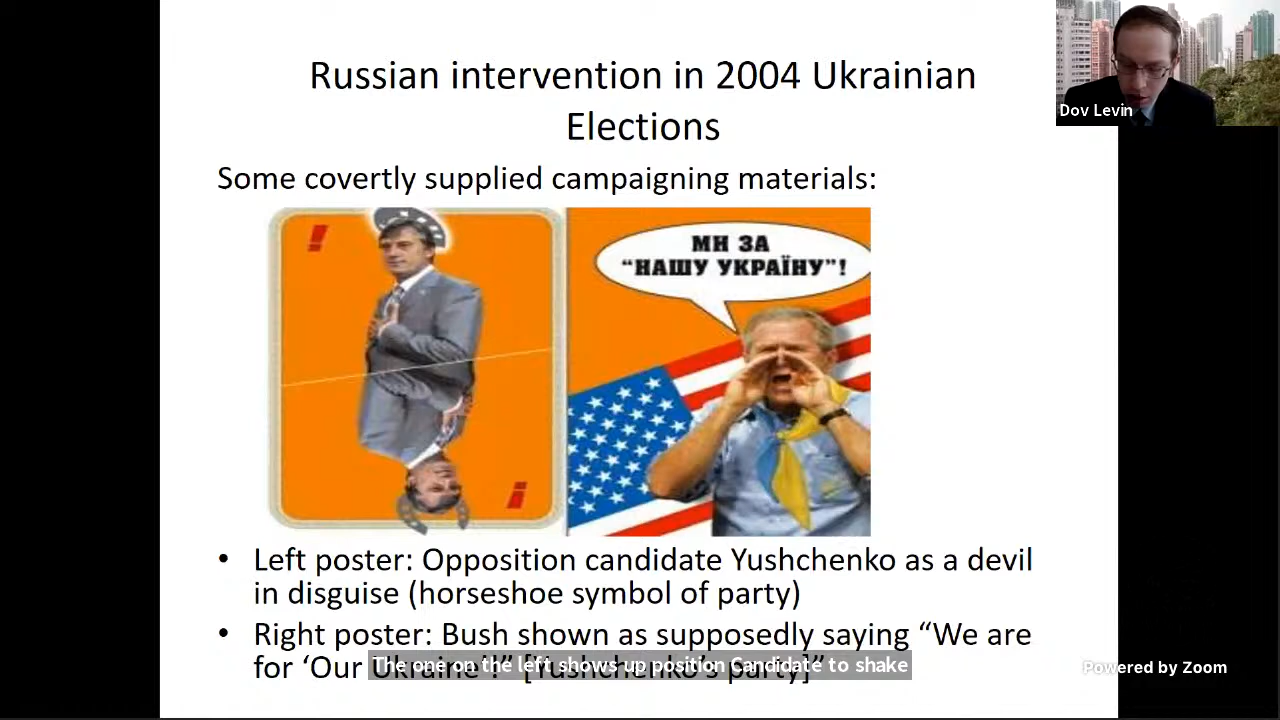 Russian intervention in 2004 Ukrainian
Elections
Some covertly supplied campaigning materials:
!
МН ЗА
“НАШУ УКРАЇНУ”!
!
• Left poster: Opposition candidate Yushchenko as a devil
in disguise (horseshoe symbol of party)
• Right poster: Bush shown as supposedly saying “We are
for ‘Our Ukraine’!” [Yushchenko’s party]”
The one on the left shows up position Candidate to shake
Dov Levin
Powered by Zoom